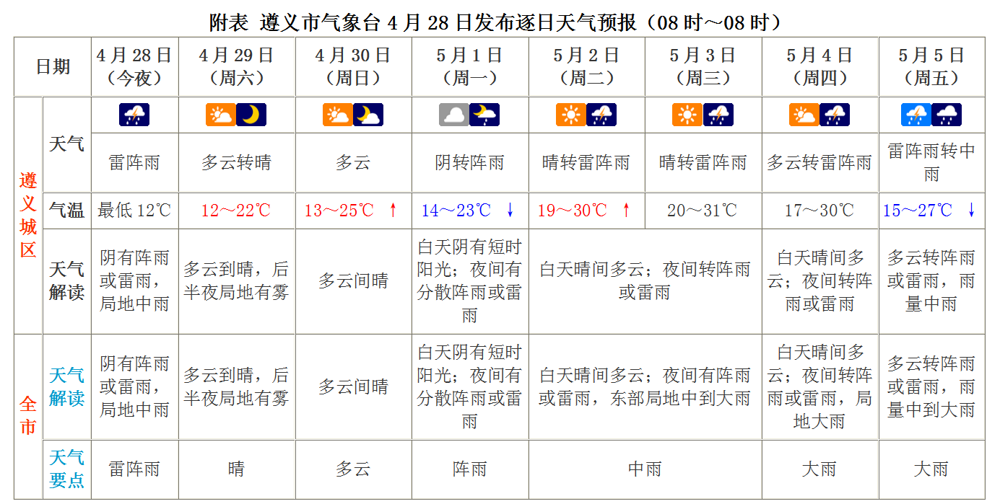 附表 遵义市气象台4月28日发布逐日天气预报（08时～08时）
日期
4月28日
（今夜）
4月29日
（周六）
4月30日
（周日）
5月1日
（周一）
5月2日
（周二）
5月3日
（周三）
5月4日
（周四）
5月5日
（周五）
遵
义
城
区
天气
雷阵雨
多云转晴
多云
阴转阵雨
晴转雷阵雨
晴转雷阵雨
多云转雷阵雨
雷阵雨转中
雨
气温
最低12℃
12～22℃
13～25℃ ↑
14～23℃ ↓
19～30℃ ↑
20～31℃
17～30℃
15～27℃ ↓
天气
解读
阴有阵雨
或雷雨，
局地中雨
多云到晴，后
半夜局地有雾
多云间晴
白天阴有短时
阳光；夜间有
分散阵雨或雷
雨
白天晴间多云；夜间转阵雨
或雷雨
白天晴间多
云；夜间转阵
雨或雷雨
多云转阵雨
或雷雨，雨
量中雨
全
市
天气
解读
阴有阵雨
或雷雨，
局地中雨
多云到晴，后
半夜局地有雾
多云间晴
白天阴有短时
阳光；夜间有
分散阵雨或雷
雨
白天晴间多云；夜间有阵雨
或雷雨，东部局地中到大雨
白天晴间多
云；夜间转阵
雨或雷雨，局
地大雨
多云转阵雨
或雷雨，雨
量中到大雨
天气
要点
雷阵雨
晴
多云
阵雨
中雨
大雨
大雨